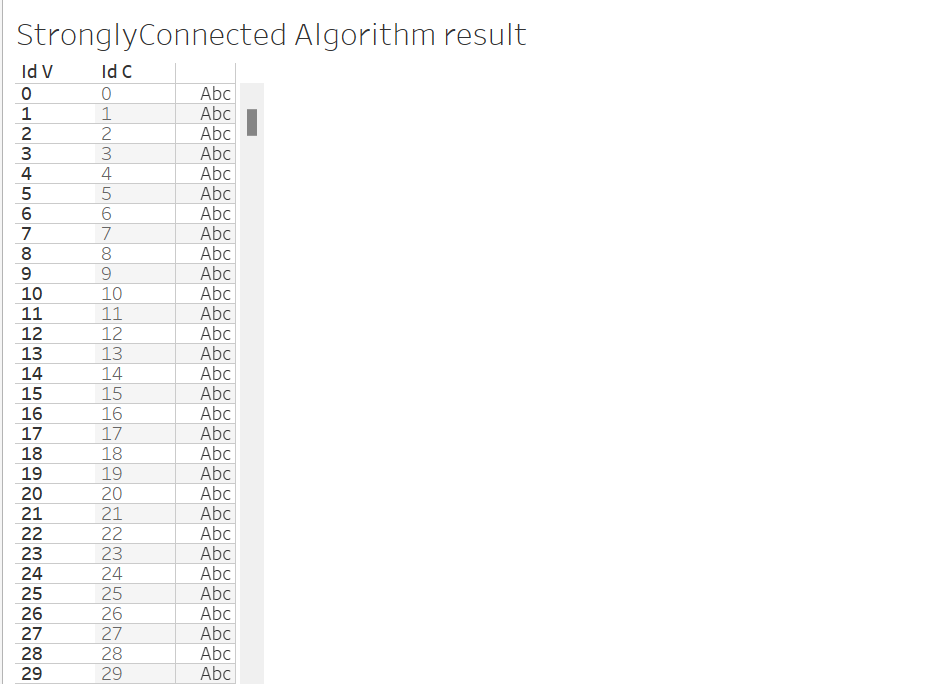 StronglyConnected Algorithm result
Id V Id C
0 0 Abc
1 1 Abc
2 2 Abc
3 3 Abc
4 4 Abc
5 5 Abc
6 6 Abc
7 7 Abc
8 8 Abc
9 9 Abc
10 10 Abc
11 11 Abc
12 12 Abc
13 13 Abc
14 14 Abc
15 15 Abc
16 16 Abc
17 17 Abc
18 18 Abc
19 19 Abc
20 20 Abc
21 21 Abc
22 22 Abc
23 23 Abc
24 24 Abc
25 25 Abc
26 26 Abc
27 27 Abc
28 28 Abc
29 29 Abc